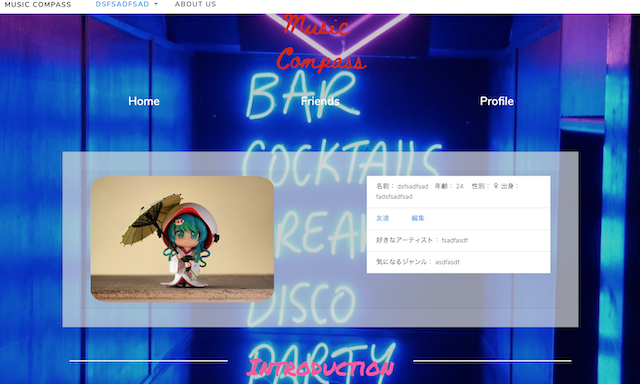 MUSIC COMPASS DSFSADFSAD ABOUT US
Music
Compass
BAR
Home Friends Profile
COCKTAILS
名前： dsfsadfsad 年齢： 24 性別： ♀ 出身：
fadsfsadfsad
友達 編集
好きなアーティスト： fsadfasdf
気になるジャンル： asdfasdf
DISCO
PARTY
Introduction